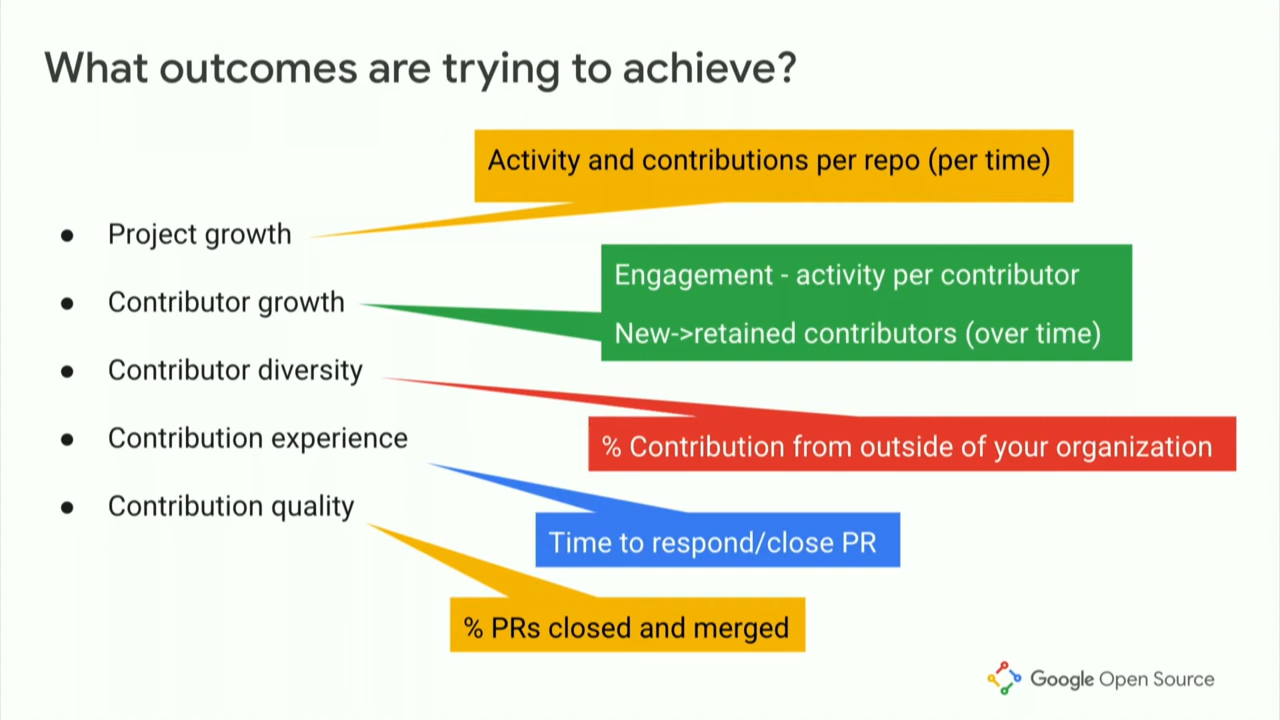 What outcomes are trying to achieve?
Activity and contributions per repo (per time)
● Project growth
Engagement - activity per contributor
● Contributor growth
New->retained contributors (over time)
● Contributor diversity
% Contribution from outside of your organization
● Contribution experience
● Contribution quality
Time to respond/close PR
% PRs closed and merged
Google Open Source